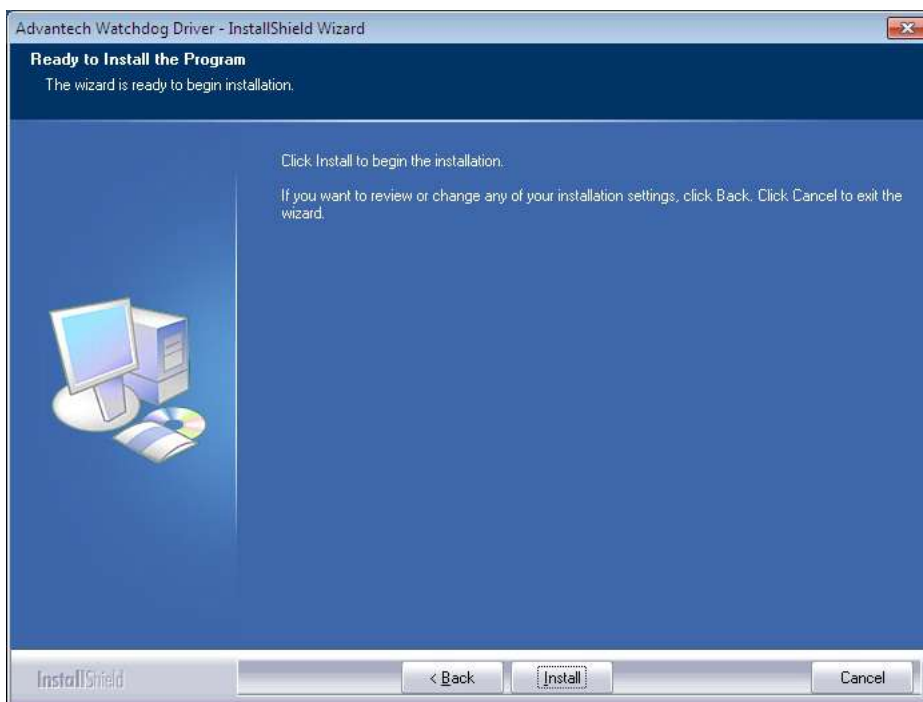 Advantech Watchdog Driver - InstallShield Wizard
Ready to Install the Program
The wizard is ready to begin installation.
Click Install to begin the installation.
If you want to review or change any of your installation settings, click Back. Click Cancel to exit the
wizard.
InstallShield
< Back
Install
Cancel